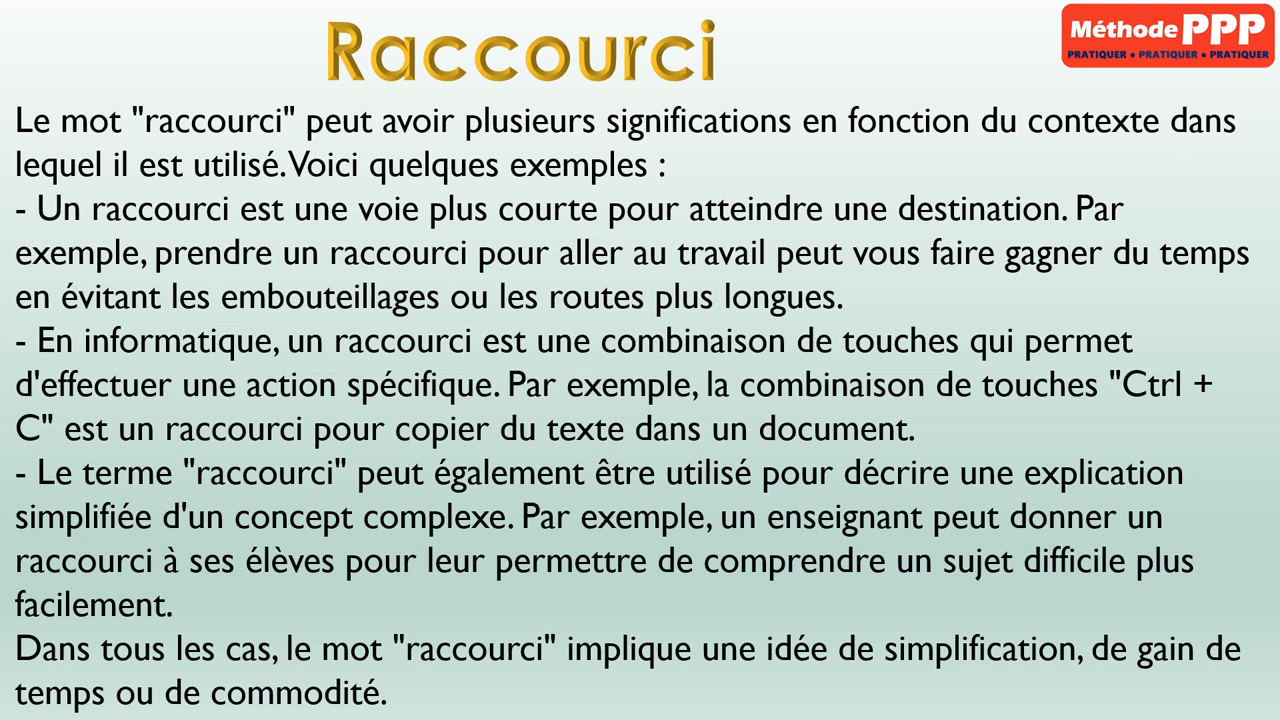 Raccourci
Méthode PPP
PRATIQUER • PRATIQUER • PRATIQUER
Le mot "raccourci" peut avoir plusieurs significations en fonction du contexte dans
lequel il est utilisé. Voici quelques exemples :
- Un raccourci est une voie plus courte pour atteindre une destination. Par
exemple, prendre un raccourci pour aller au travail peut vous faire gagner du temps
en évitant les embouteillages ou les routes plus longues.
- En informatique, un raccourci est une combinaison de touches qui permet
d'effectuer une action spécifique. Par exemple, la combinaison de touches "Ctrl +
C" est un raccourci pour copier du texte dans un document.
- Le terme "raccourci" peut également être utilisé pour décrire une explication
simplifiée d'un concept complexe. Par exemple, un enseignant peut donner un
raccourci à ses élèves pour leur permettre de comprendre un sujet difficile plus
facilement.
Dans tous les cas, le mot "raccourci" implique une idée de simplification, de gain de
temps ou de commodité.